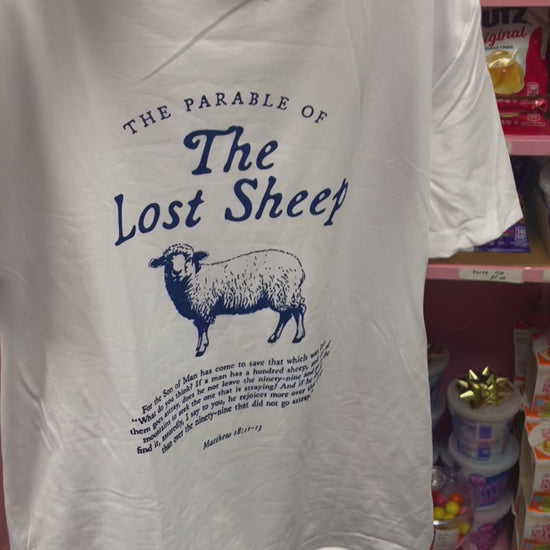 THE PARABLE OF
The
Lost Sheep
For the Son of Man has come to save that which was
"What do you think? If a man has a hundred sheep, and
them goes astray, does he not leave the ninety-nine and
mountains to seek the one that is straying? And if he
find it, assuredly, I say to you, he rejoices more over
than over the ninety-nine that did not go astray.
Matthew 18:11-13
UTZ
iginal